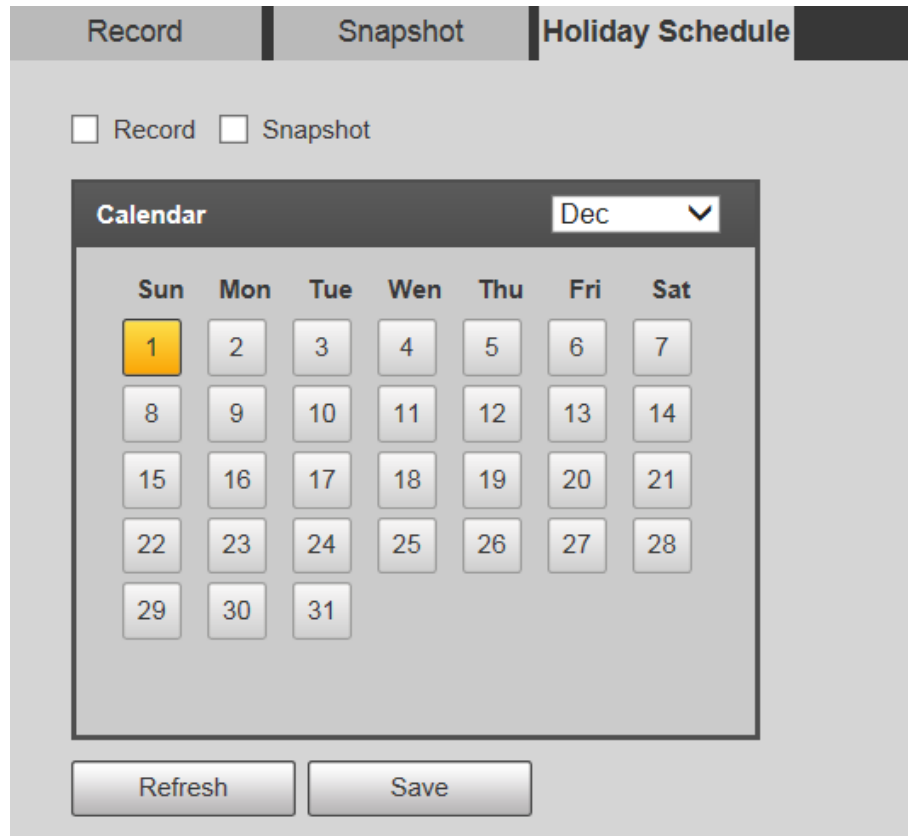 Record Snapshot Holiday Schedule
Record Snapshot
Calendar Dec
Sun Mon Tue Wen Thu Fri Sat
1 2 3 4 5 6 7
8 9 10 11 12 13 14
15 16 17 18 19 20 21
22 23 24 25 26 27 28
29 30 31
Refresh Save